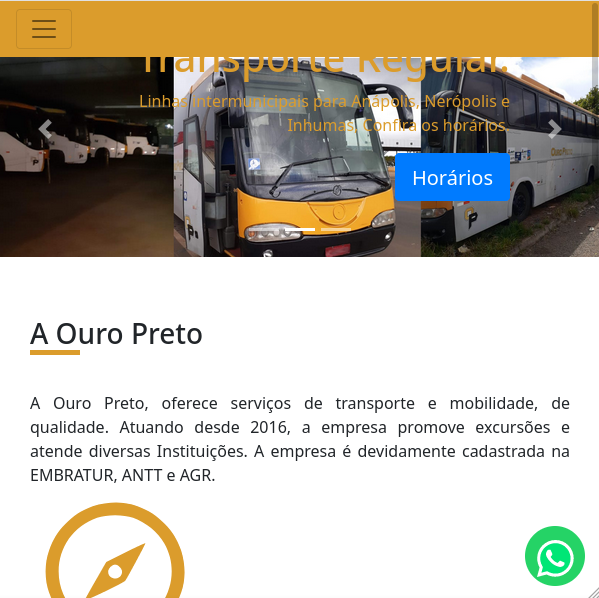 Transporte Regular.
Linhas intermunicipais para Anápolis, Nerópolis e
Inhumas. Confira os horários.
Horários
A Ouro Preto
A Ouro Preto, oferece serviços de transporte e mobilidade, de
qualidade. Atuando desde 2016, a empresa promove excursões e
atende diversas Instituições. A empresa é devidamente cadastrada na
EMBRATUR, ANTT e AGR.